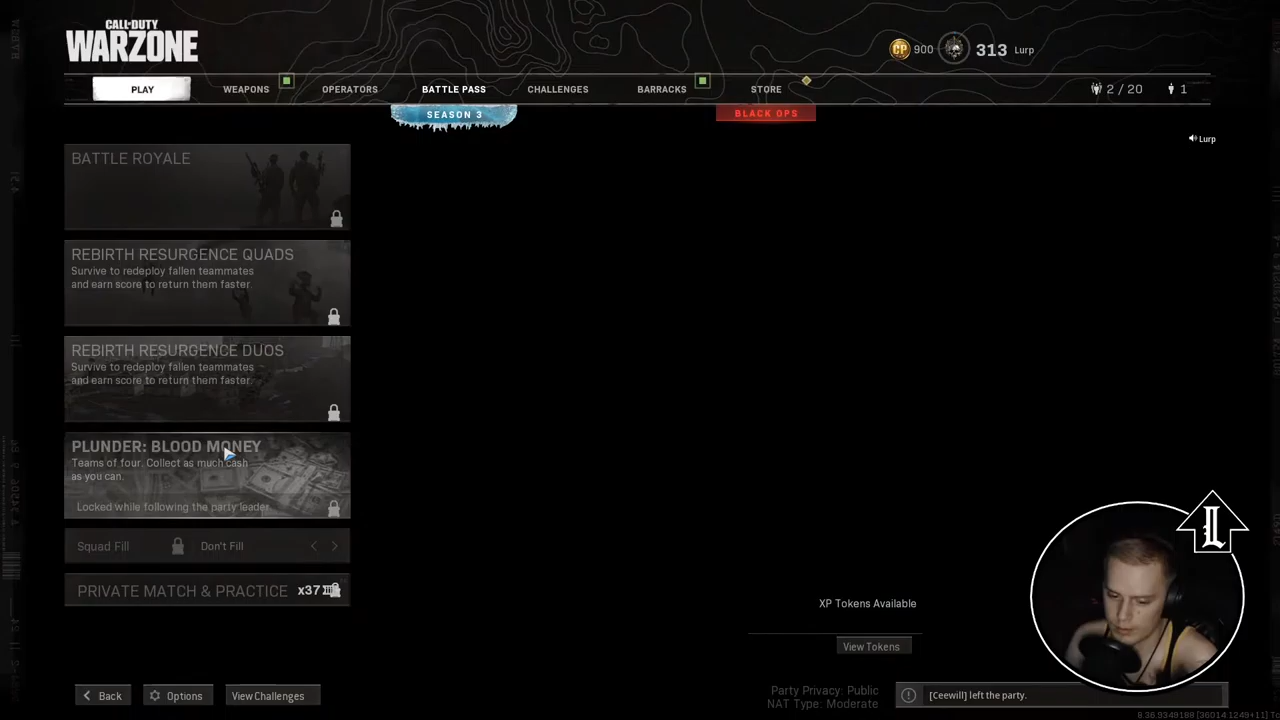 CALL OF DUTY
WARZONE
CP 900
313 Lurp
PLAY
WEAPONS
OPERATORS
BATTLE PASS
CHALLENGES
BARRACKS
STORE
2 / 20
1
SEASON 3
BLACK OPS
Lurp
BATTLE ROYALE
REBIRTH RESURGENCE QUADS
Survive to redeploy fallen teammates
and earn score to return them faster.
REBIRTH RESURGENCE DUOS
Survive to redeploy fallen teammates
and earn score to return them faster.
PLUNDER: BLOOD MONEY
Teams of four. Collect as much cash
as you can.
Locked while following the party leader.
Squad Fill
Don't Fill
PRIVATE MATCH & PRACTICE
x37
XP Tokens Available
View Tokens
L
Back
Options
View Challenges
Party Privacy: Public
NAT Type: Moderate
[Ceewill] left the party.